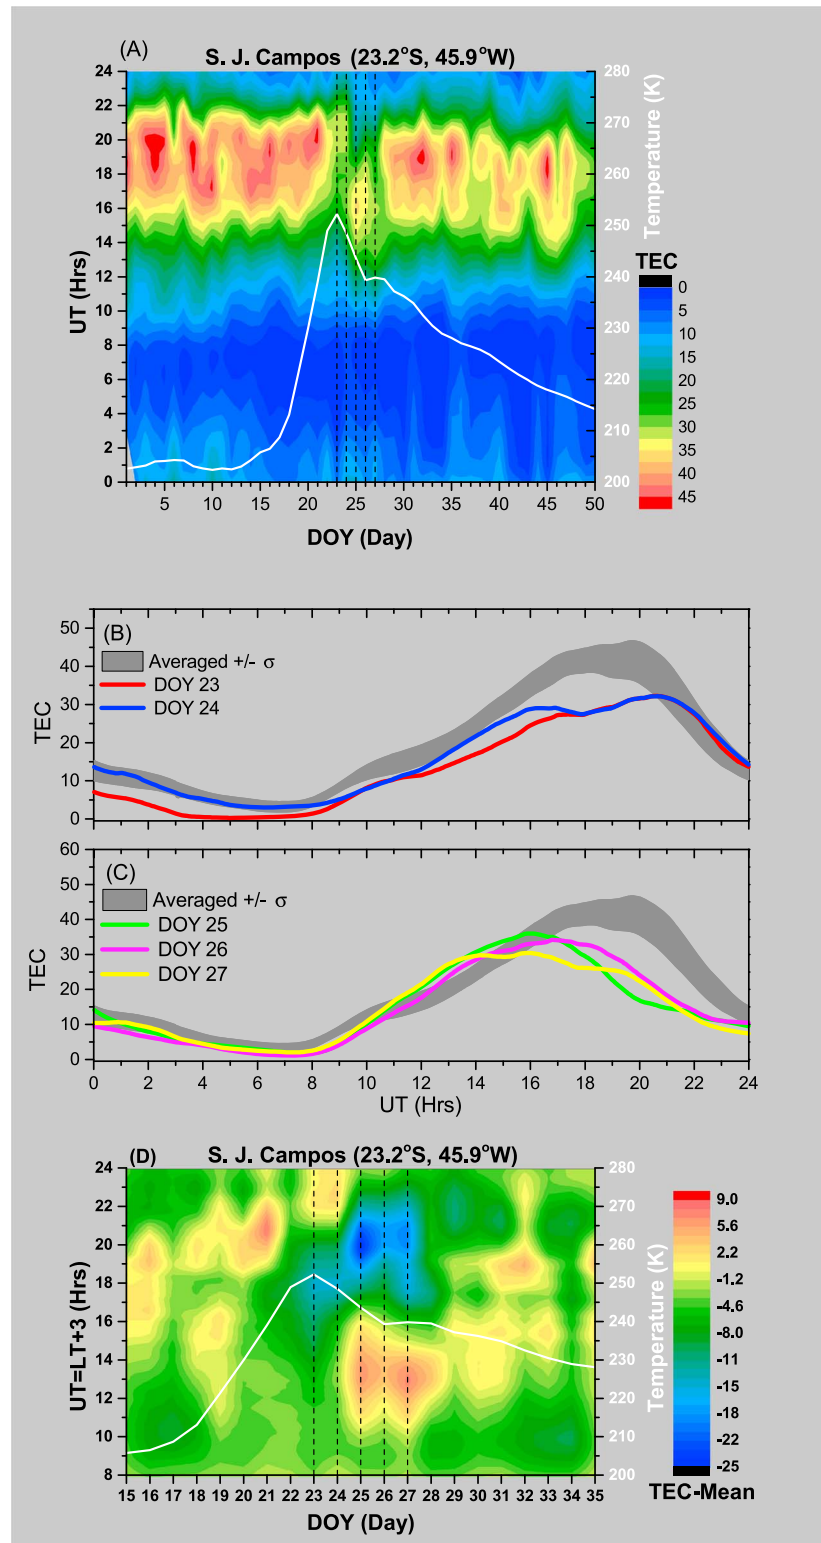 (A)
S. J. Campos (23.2°S, 45.9°W)
24
22
20
18
16
14
12
10
8
6
4
2
0
UT (Hrs)
280
270
260
250
240
230
220
210
200
Temperature (K)
5 10 15 20 25 30 35 40 45 50
DOY (Day)
TEC
0
5
10
15
20
25
30
35
40
45
(B)
Averaged +/- σ
DOY 23
DOY 24
50
40
30
20
10
0
TEC
(C)
Averaged +/- σ
DOY 25
DOY 26
DOY 27
60
50
40
30
20
10
0
TEC
0 2 4 6 8 10 12 14 16 18 20 22 24
UT (Hrs)
(D) S. J. Campos (23.2°S, 45.9°W)
24
22
20
18
16
14
12
10
8
UT=LT+3 (Hrs)
280
270
260
250
240
230
220
210
200
Temperature (K)
15 16 17 18 19 20 21 22 23 24 25 26 27 28 29 30 31 32 33 34 35
DOY (Day)
9.0
5.6
2.2
-1.2
-4.6
-8.0
-11
-15
-18
-22
-25
TEC-Mean